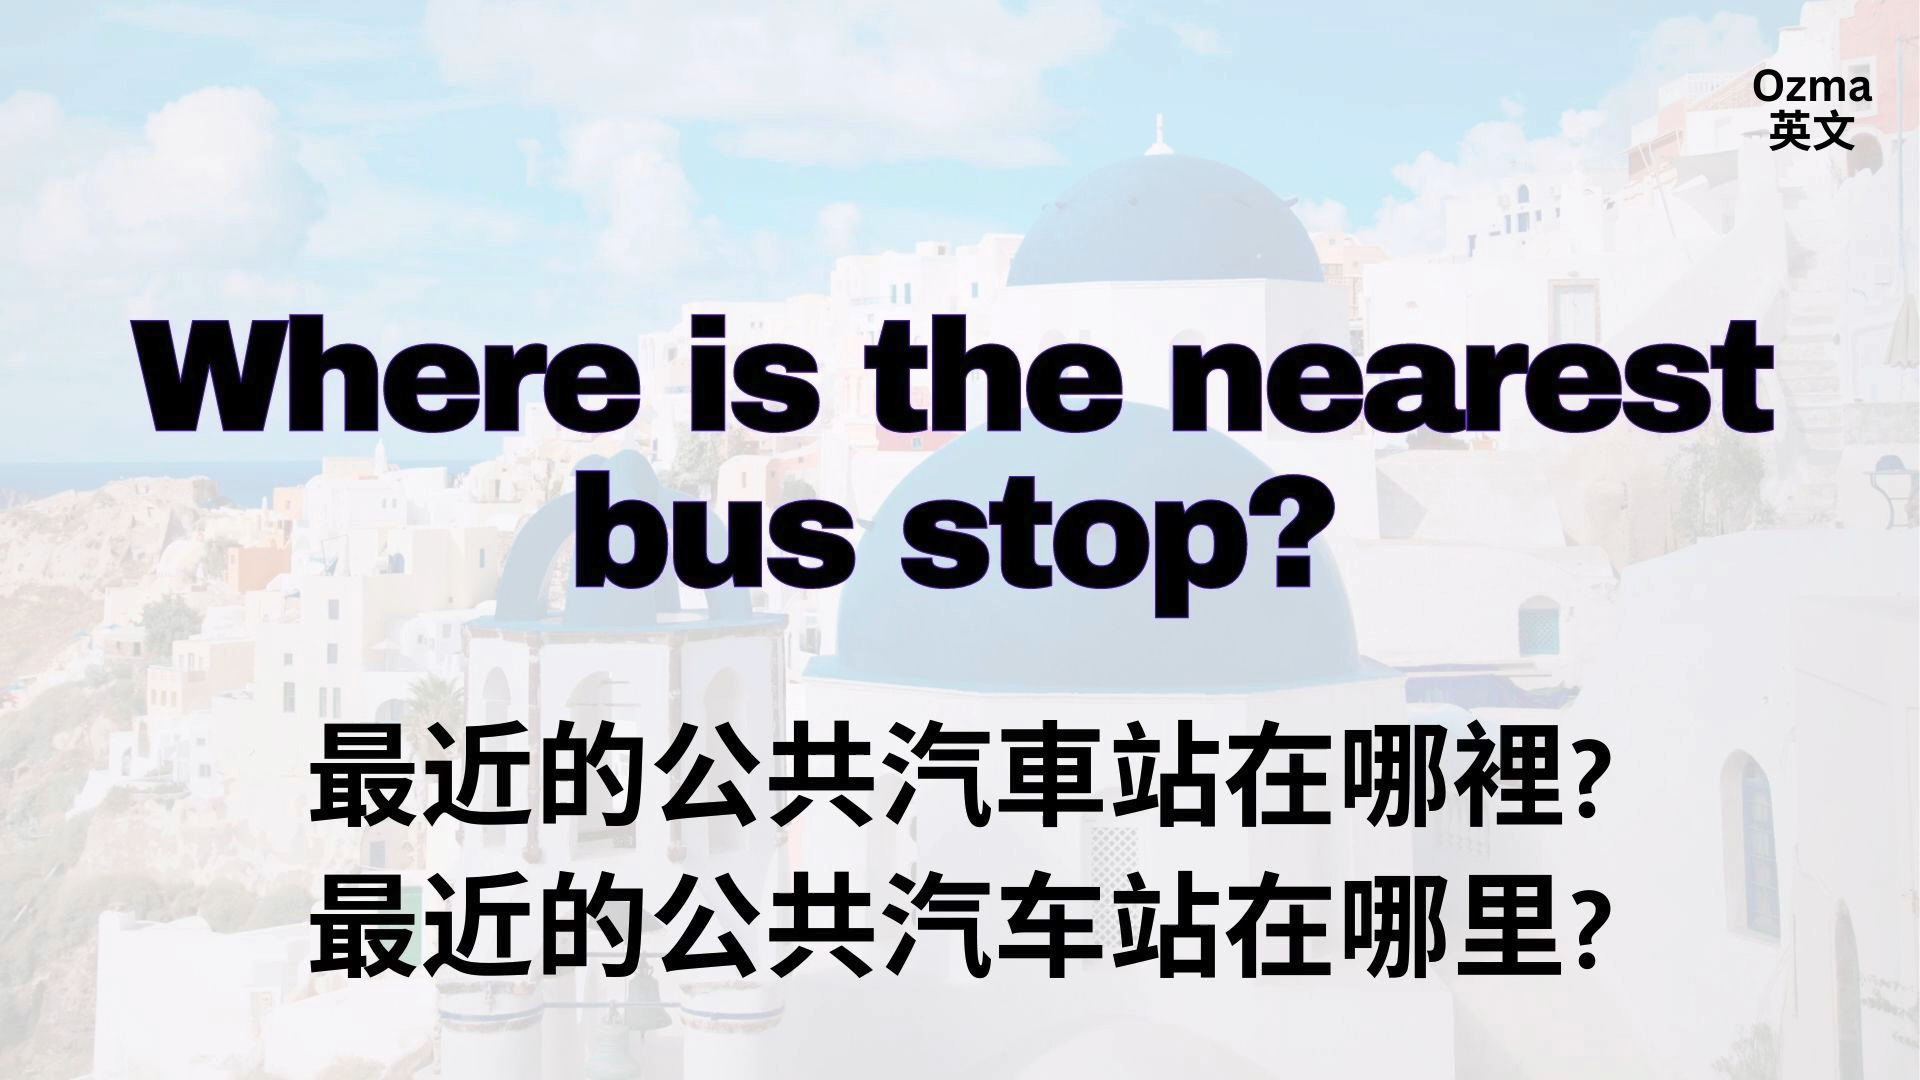 Ozma
英文
Where is the nearest
bus stop?
最近的公共汽車站在哪裡?
最近的公共汽车站在哪里?